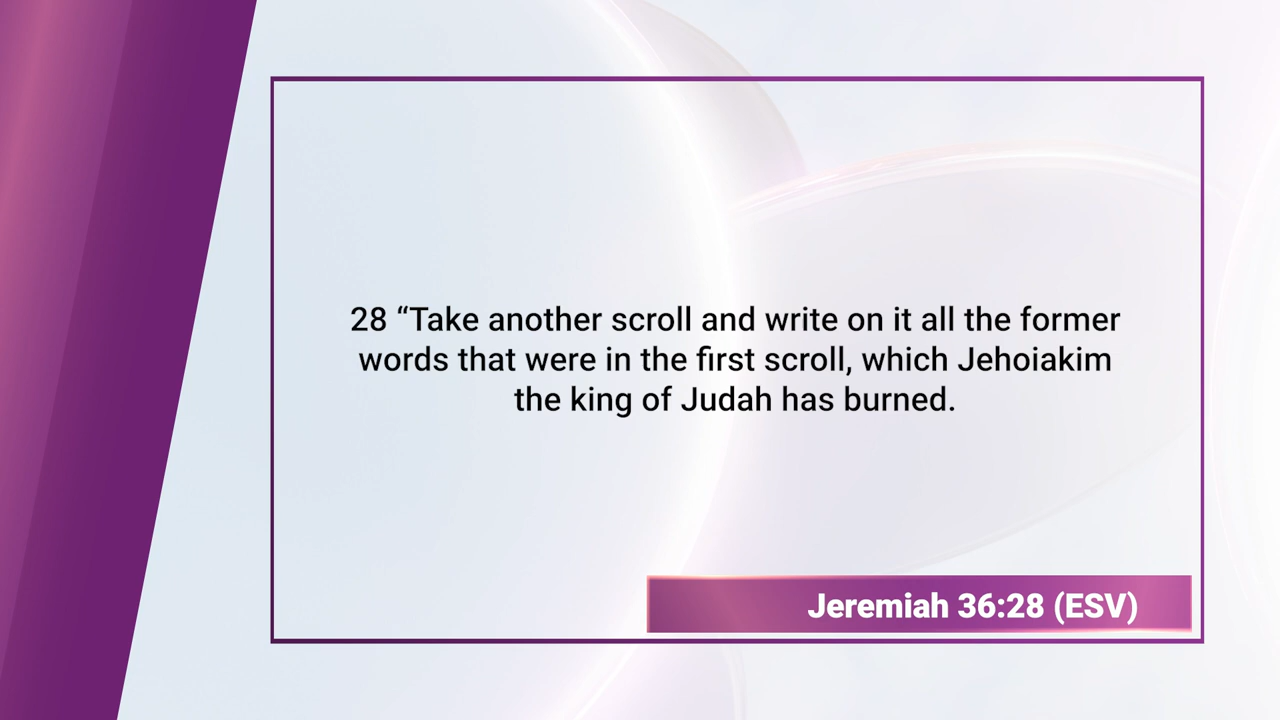 28 “Take another scroll and write on it all the former
words that were in the first scroll, which Jehoiakim
the king of Judah has burned.
Jeremiah 36:28 (ESV)